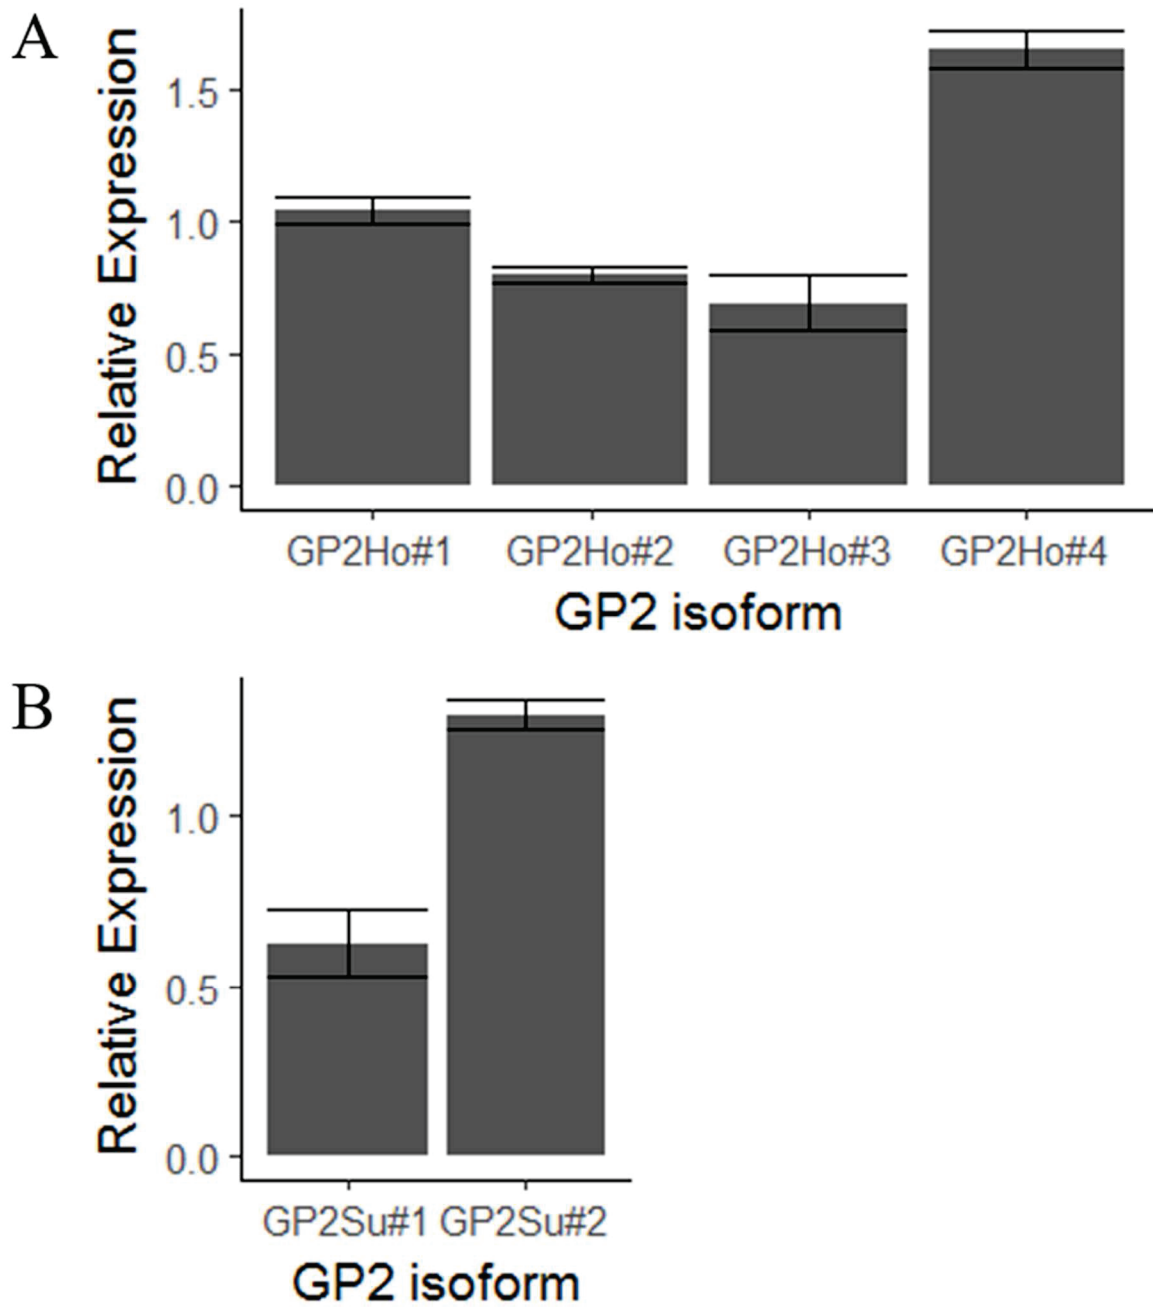 A
Relative Expression
1.5
1.0
0.5
0.0
GP2Ho#1 GP2Ho#2 GP2Ho#3 GP2Ho#4
GP2 isoform
B
Relative Expression
1.0
0.5
0.0
GP2Su#1 GP2Su#2
GP2 isoform